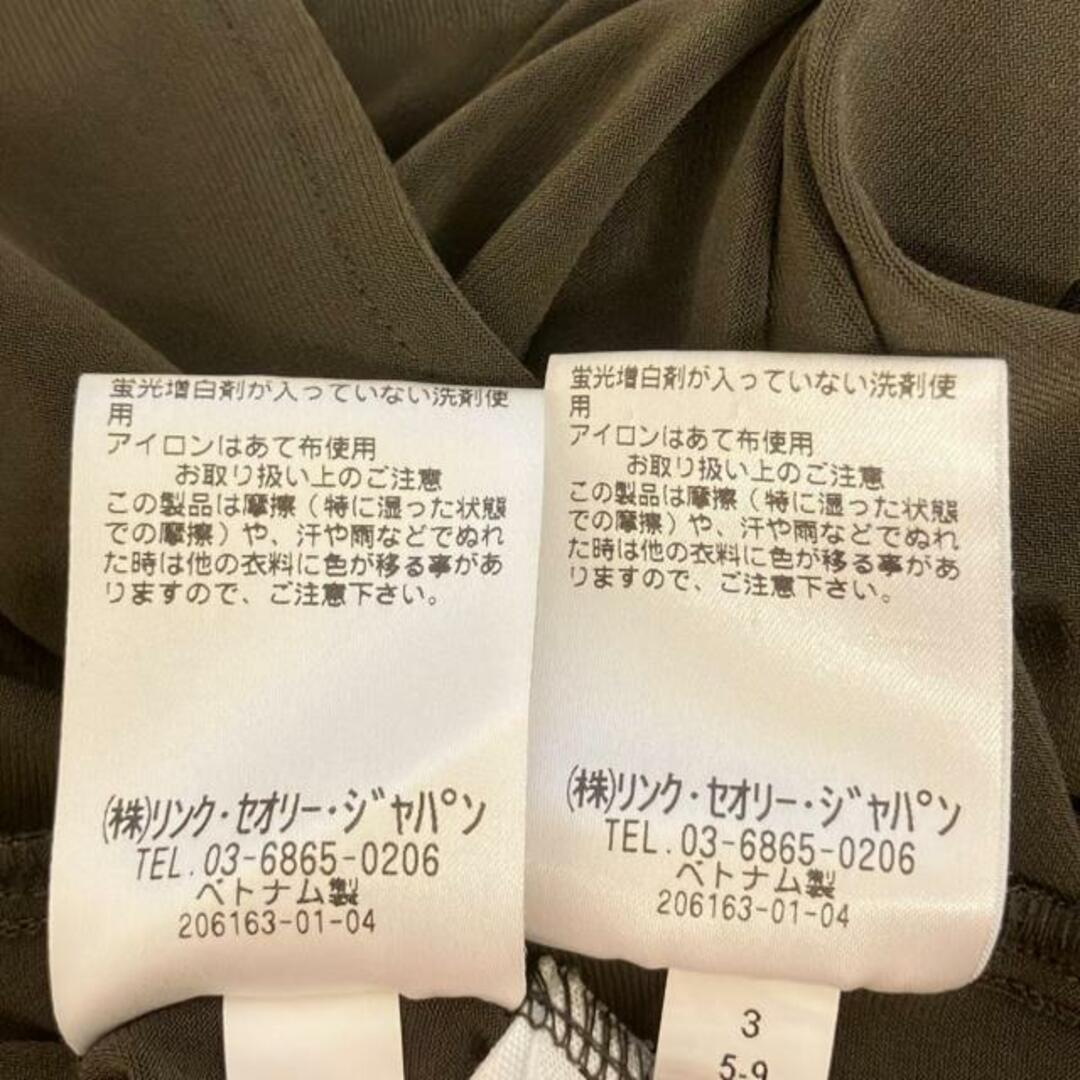 蛍光増白剤が入っていない洗剤使
用
アイロンはあて布使用
お取り扱い上のご注意
この製品は摩擦（特に湿った状態
での摩擦）や、汗や雨などでぬれ
た時は他の衣料に色が移る事があ
りますので、ご注意下さい。
(株)リンク・セオリー・ジャパン
TEL. 03-6865-0206
ベトナム製
206163-01-04
蛍光増白剤が入っていない洗剤使
用
アイロンはあて布使用
お取り扱い上のご注意
この製品は摩擦（特に湿った状態
での摩擦）や、汗や雨などでぬれ
た時は他の衣料に色が移る事があ
りますので、ご注意下さい。
(株)リンク・セオリー・ジャパン
TEL. 03-6865-0206
ベトナム製
206163-01-04
3
5-9